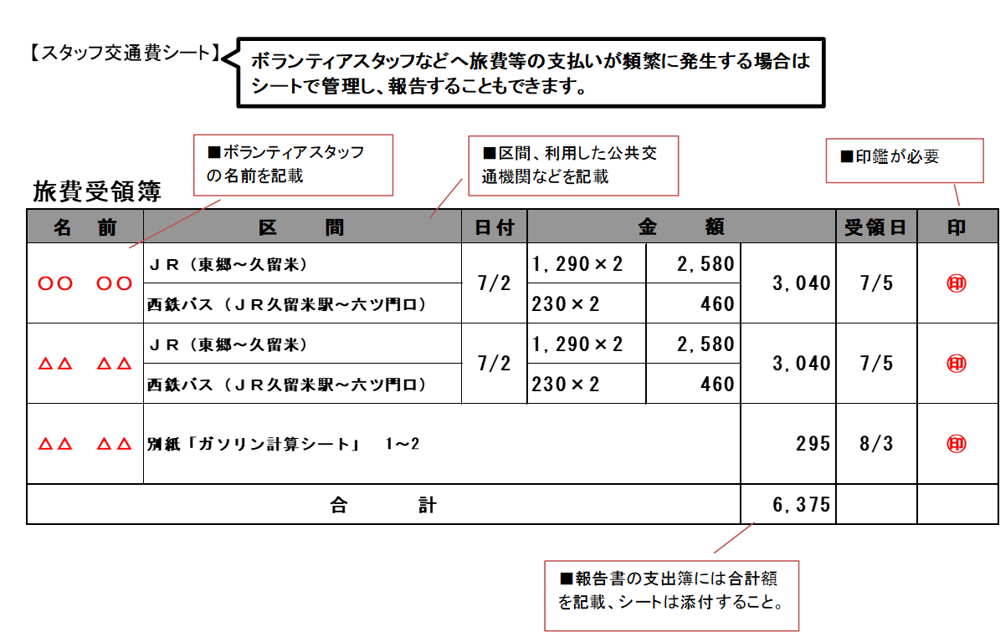 【スタッフ交通費シート】
ボランティアスタッフなどへ旅費等の支払いが頻繁に発生する場合は
シートで管理し、報告することもできます。
■ボランティアスタッフ
の名前を記載
■区間、利用した公共交
通機関などを記載
■印鑑が必要
旅費受領簿
名　前 区　間 日付 金　額 受領日 印
○○　○○ ＪＲ（東郷～久留米） 7/2 1,290×2 2,580 3,040 7/5 ㊞
西鉄バス（ＪＲ久留米駅～六ツ門口） 230×2 460
△△　△△ ＪＲ（東郷～久留米） 7/2 1,290×2 2,580 3,040 7/5 ㊞
西鉄バス（ＪＲ久留米駅～六ツ門口） 230×2 460
△△　△△ 別紙「ガソリン計算シート」　1～2 295 8/3 ㊞
合　計 6,375
■報告書の支出簿には合計額
を記載、シートは添付すること。